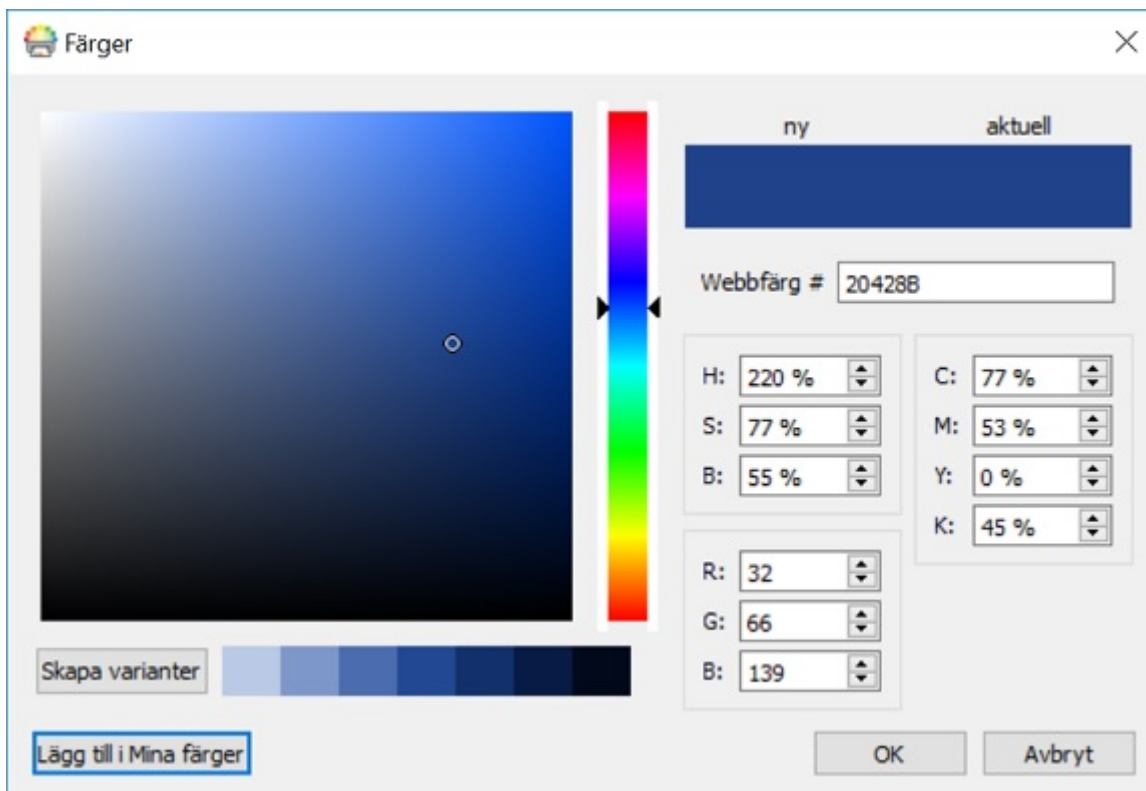 Färger
ny aktuell
Webbfärg # 20428B
H: 220 %
S: 77 %
B: 55 %
C: 77 %
M: 53 %
Y: 0 %
K: 45 %
R: 32
G: 66
B: 139
Skapa varianter
Lägg till i Mina färger
OK Avbryt